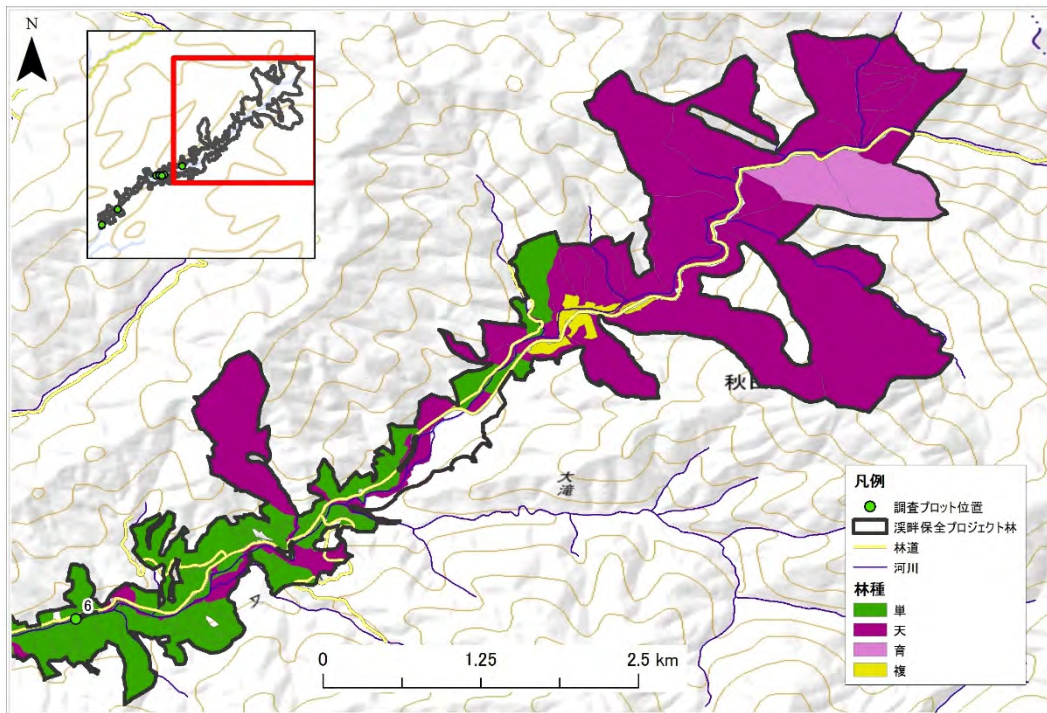 N
秋田
大滝
6
ワ
0 1.25 2.5 km
凡例
調査プロット位置
渓畔保全プロジェクト林
林道
河川
林種
単
天
育
複